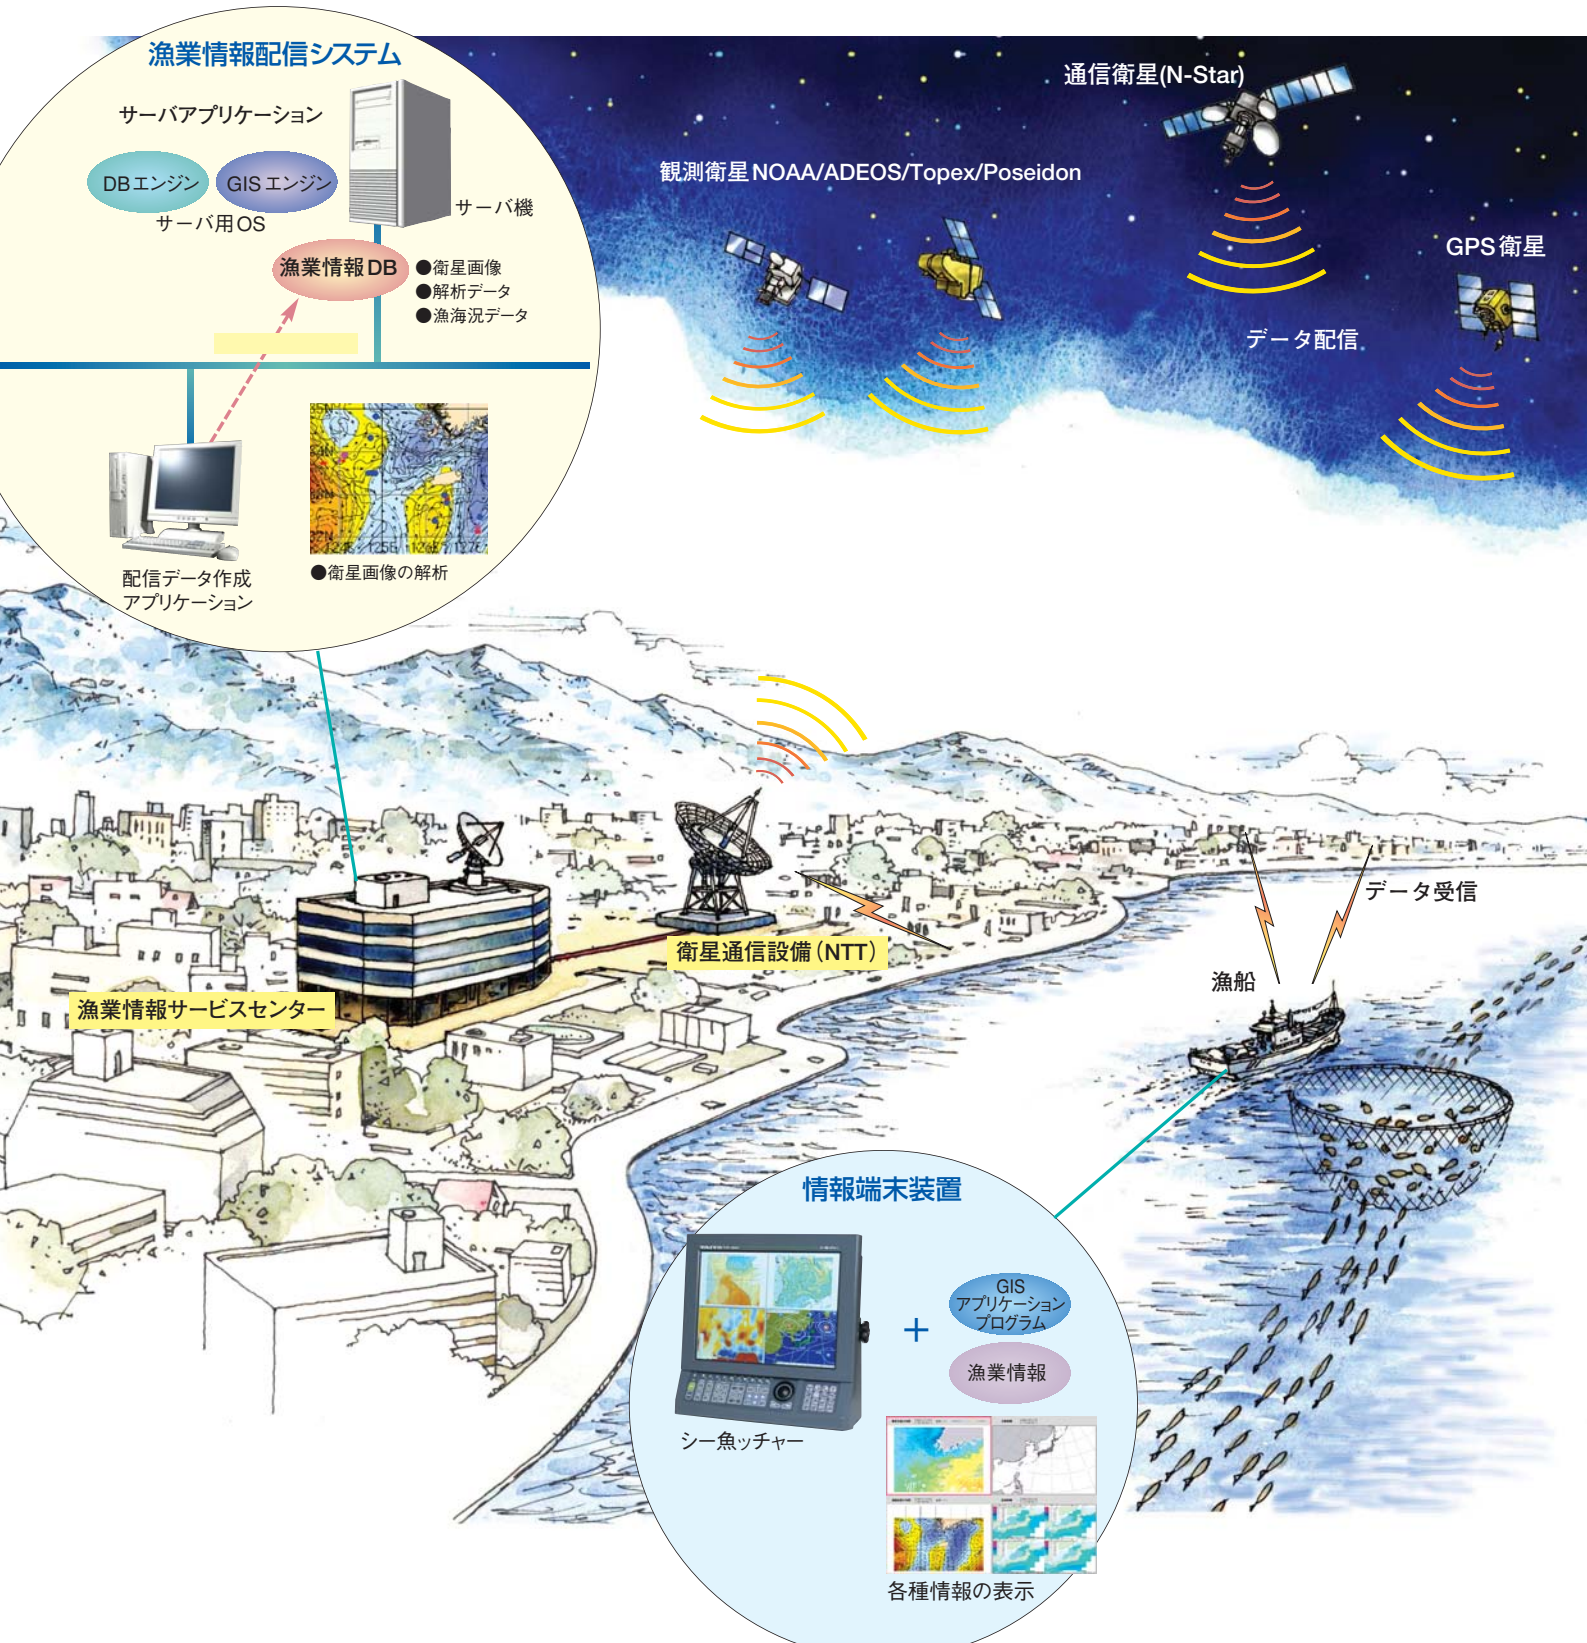 漁業情報配信システム
サーバアプリケーション
DBエンジン
GISエンジン
サーバ用OS
サーバ機
漁業情報DB
●衛星画像
●解析データ
●漁海況データ
配信データ作成
アプリケーション
●衛星画像の解析
通信衛星(N-Star)
観測衛星NOAA/ADEOS/Topex/Poseidon
GPS衛星
データ配信
衛星通信設備(NTT)
漁業情報サービスセンター
データ受信
漁船
情報端末装置
GIS
アプリケーション
プログラム
+
漁業情報
シー魚ッチャー
各種情報の表示